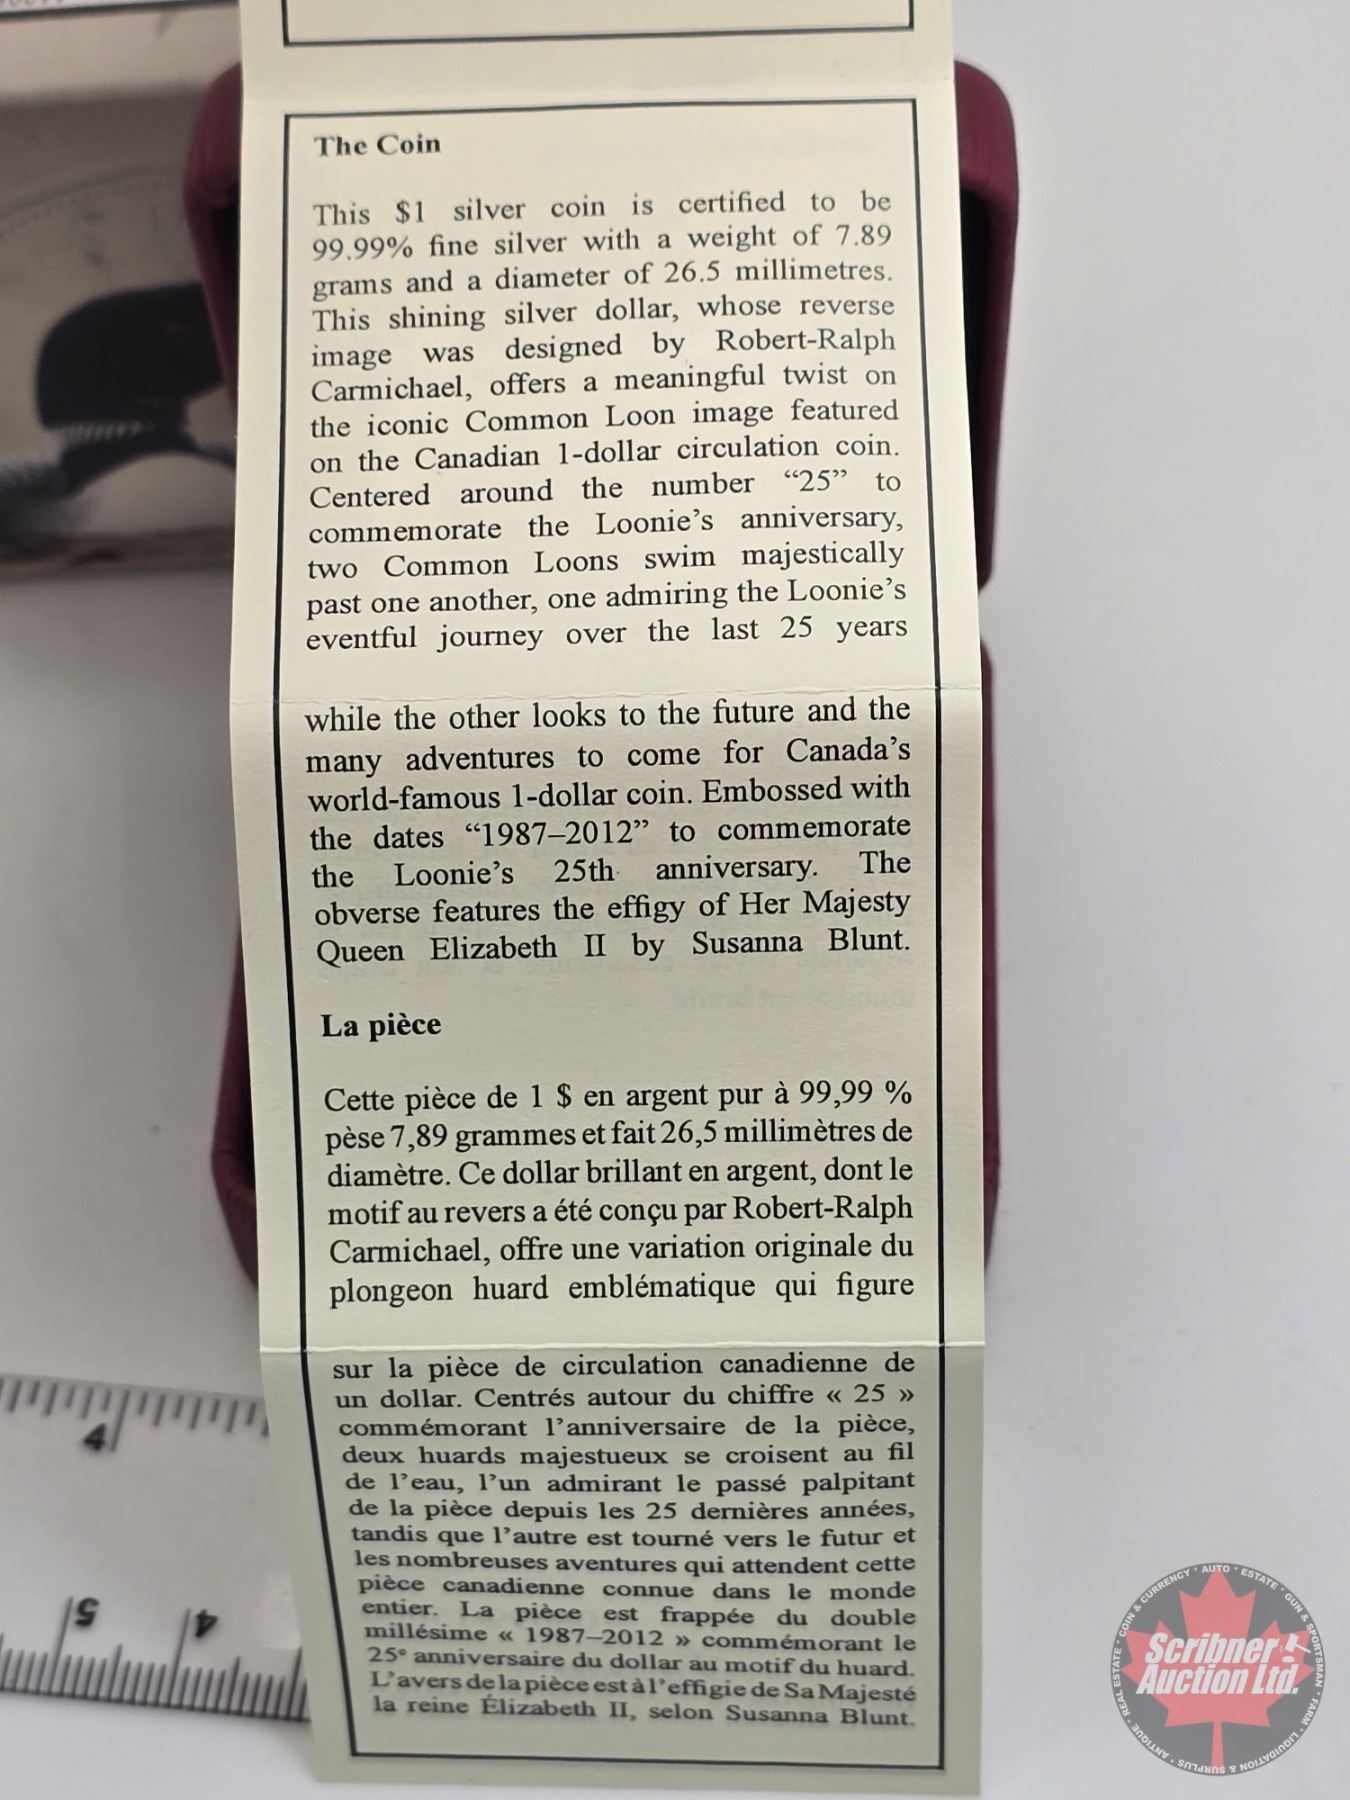 The Coin
This $1 silver coin is certified to be
99.99% fine silver with a weight of 7.89
grams and a diameter of 26.5 millimetres.
This shining silver dollar, whose reverse
image was designed by Robert-Ralph
Carmichael, offers a meaningful twist on
the iconic Common Loon image featured
on the Canadian 1-dollar circulation coin.
Centered around the number “25” to
commemorate the Loonie’s anniversary,
two Common Loons swim majestically
past one another, one admiring the Loonie’s
eventful journey over the last 25 years
while the other looks to the future and the
many adventures to come for Canada’s
world-famous 1-dollar coin. Embossed with
the dates “1987–2012” to commemorate
the Loonie’s 25th anniversary. The
obverse features the effigy of Her Majesty
Queen Elizabeth II by Susanna Blunt.
La pièce
Cette pièce de 1 $ en argent pur à 99,99 %
pèse 7,89 grammes et fait 26,5 millimètres de
diamètre. Ce dollar brillant en argent, dont le
motif au revers a été conçu par Robert-Ralph
Carmichael, offre une variation originale du
plongeon huard emblématique qui figure
sur la pièce de circulation canadienne de
un dollar. Centrés autour du chiffre « 25 »
commémorant l’anniversaire de la pièce,
deux huards majestueux se croisent au fil
de l’eau, l’un admirant le passé palpitant
de la pièce depuis les 25 dernières années,
tandis que l’autre est tourné vers le futur et
les nombreuses aventures qui attendent cette
pièce canadienne connue dans le monde
entier. La pièce est frappée du double
millésime « 1987–2012 » commémorant le
25e anniversaire du dollar au motif du huard.
L’avers de la pièce est à l’effigie de Sa Majesté
la reine Élizabeth II, selon Susanna Blunt.
4
5 4
Scribner
Auction Ltd.
ANTIQUE · REAL ESTATE · COIN & CURRENCY · AUTO · ESTATE · GUN & SPORTSMAN · FARM · LIQUIDATION & SURPLUS